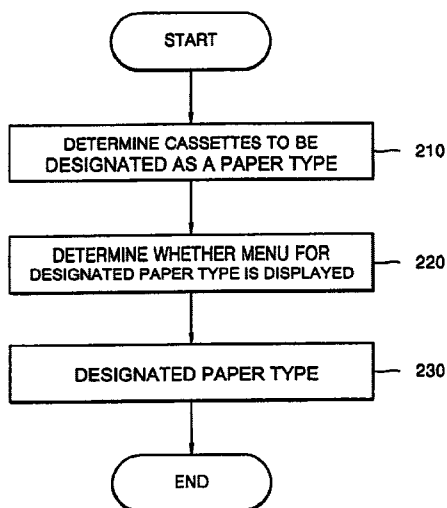 START
DETERMINE CASSETTES TO BE
DESIGNATED AS A PAPER TYPE
210
DETERMINE WHETHER MENU FOR
DESIGNATED PAPER TYPE IS DISPLAYED
220
DESIGNATED PAPER TYPE
230
END